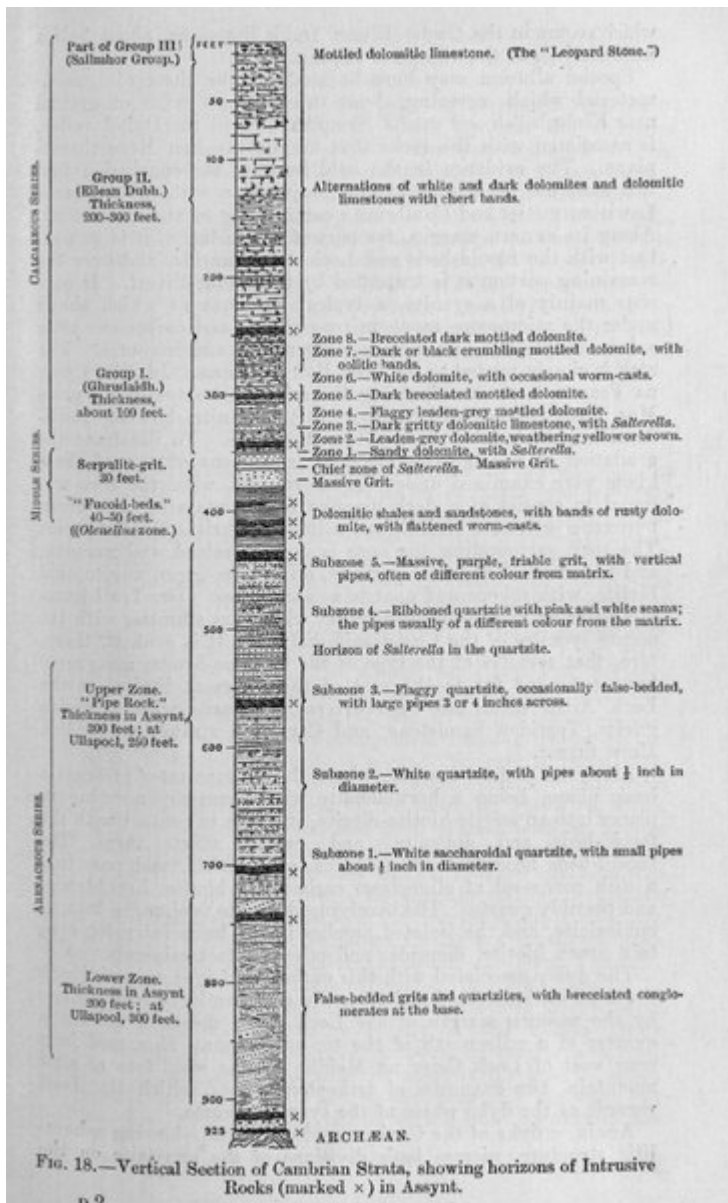 Part of Group III
(Sailmhor Group.)
FEET
Mottled dolomitic limestone. (The "Leopard Stone.")
50
100
CALCAREOUS SERIES.
Group II.
(Eilean Dubh.)
Thickness,
200–300 feet.
Alternations of white and dark dolomites and dolomitic
limestones with chert bands.
200
Zone 8.—Brecciated dark mottled dolomite.
Zone 7.—Dark or black crumbling mottled dolomite, with
oolitic bands.
Zone 6.—White dolomite, with occasional worm-casts.
Group I.
(Ghrudaidh.)
Thickness,
about 100 feet.
300
Zone 5.—Dark brecciated mottled dolomite.
Zone 4.—Flaggy leaden-grey mottled dolomite.
Zone 3.—Dark gritty dolomitic limestone, with Salterella.
Zone 2.—Leaden-grey dolomite, weathering yellow or brown.
Zone 1.—Sandy dolomite, with Salterella.
MIDDLE SERIES.
Serpulite-grit.
30 feet.
Massive Grit.
Chief zone of Salterella.
Massive Grit.
"Fucoid-beds."
40–50 feet.
(Olenellus zone.)
400
Dolomitic shales and sandstones, with bands of rusty dolo-
mite, with flattened worm-casts.
Subzone 5.—Massive, purple, friable grit, with vertical
pipes, often of different colour from matrix.
Subzone 4.—Ribboned quartzite with pink and white seams;
the pipes usually of a different colour from the matrix.
500
Horizon of Salterella in the quartzite.
ARENACEOUS SERIES.
Upper Zone.
"Pipe Rock."
Thickness in Assynt,
300 feet; at
Ullapool, 250 feet.
Subzone 3.—Flaggy quartzite, occasionally false-bedded,
with large pipes 3 or 4 inches across.
600
Subzone 2.—White quartzite, with pipes about in
diameter.
700
Subzone 1.—White saccharoidal quartzite, with small pipes
about inch in diameter.
Lower Zone.
Thickness in Assynt
200 feet; at
Ullapool, 300 feet.
800
False-bedded grits and quartzites, with brecciated conglo-
merates at the base.
900
925
ARCHÆAN.
FIG. 18.—Vertical Section of Cambrian Strata, showing horizons of Intrusive
Rocks (marked ×) in Assynt.
D 2